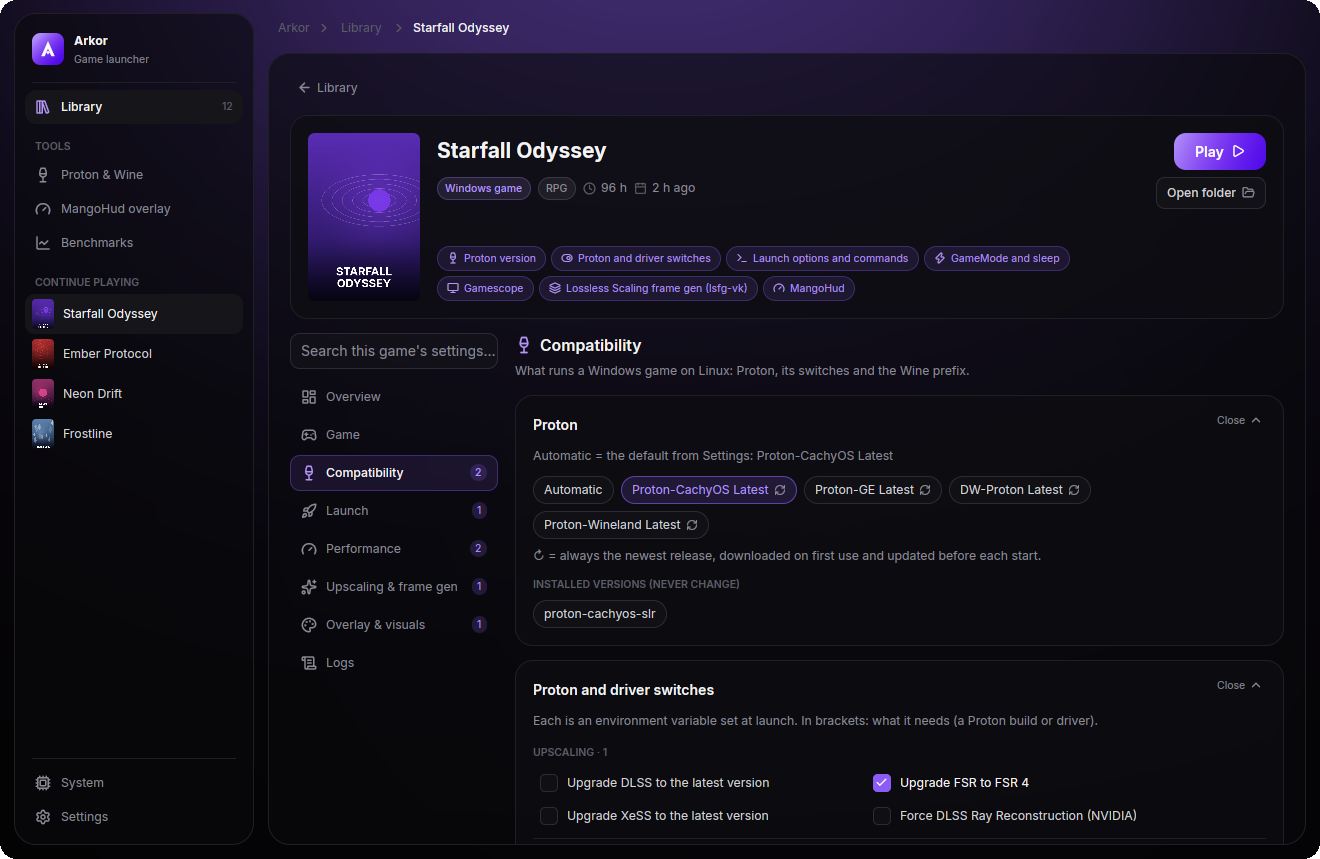 Arkor
Game launcher
Library 12
TOOLS
Proton & Wine
MangoHud overlay
Benchmarks
CONTINUE PLAYING
Starfall Odyssey
Ember Protocol
Neon Drift
Frostline
System
Settings
Arkor > Library > Starfall Odyssey
← Library
STARFALL
ODYSSEY
Starfall Odyssey
Windows game RPG 96 h 2 h ago
Play
Open folder
Proton version Proton and driver switches Launch options and commands GameMode and sleep
Gamescope Lossless Scaling frame gen (lsfg-vk) MangoHud
Search this game's settings...
Overview
Game
Compatibility 2
Launch 1
Performance 2
Upscaling & frame gen 1
Overlay & visuals 1
Logs
Compatibility
What runs a Windows game on Linux: Proton, its switches and the Wine prefix.
Proton Close
Automatic = the default from Settings: Proton-CachyOS Latest
Automatic Proton-CachyOS Latest Proton-GE Latest DW-Proton Latest
Proton-Wineland Latest
↻ = always the newest release, downloaded on first use and updated before each start.
INSTALLED VERSIONS (NEVER CHANGE)
proton-cachyos-slr
Proton and driver switches Close
Each is an environment variable set at launch. In brackets: what it needs (a Proton build or driver).
UPSCALING · 1
Upgrade DLSS to the latest version Upgrade FSR to FSR 4
Upgrade XeSS to the latest version Force DLSS Ray Reconstruction (NVIDIA)